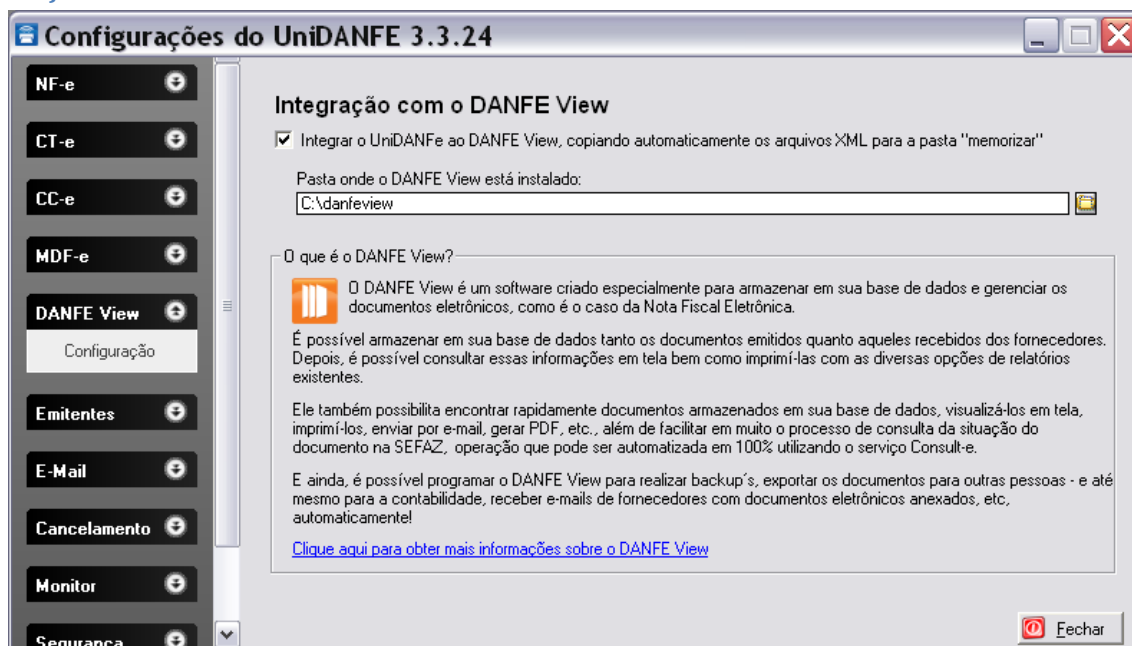 Configurações do UniDANFE 3.3.24
NF-e
CT-e
CC-e
MDF-e
DANFE View
Configuração
Emitentes
E-Mail
Cancelamento
Monitor
Segurança
Integração com o DANFE View
Integrar o UniDANFe ao DANFE View, copiando automaticamente os arquivos XML para a pasta "memorizar"
Pasta onde o DANFE View está instalado:
C:\danfeview
O que é o DANFE View?
O DANFE View é um software criado especialmente para armazenar em sua base de dados e gerenciar os
documentos eletrônicos, como é o caso da Nota Fiscal Eletrônica.
É possível armazenar em sua base de dados tanto os documentos emitidos quanto aqueles recebidos dos fornecedores.
Depois, é possível consultar essas informações em tela bem como imprimí-las com as diversas opções de relatórios
existentes.
Ele também possibilita encontrar rapidamente documentos armazenados em sua base de dados, visualizá-los em tela,
imprimí-los, enviar por e-mail, gerar PDF, etc., além de facilitar em muito o processo de consulta da situação do
documento na SEFAZ, operação que pode ser automatizada em 100% utilizando o serviço Consult-e.
E ainda, é possível programar o DANFE View para realizar backup´s, exportar os documentos para outras pessoas - e até
mesmo para a contabilidade, receber e-mails de fornecedores com documentos eletrônicos anexados, etc,
automaticamente!
Clique aqui para obter mais informações sobre o DANFE View
Fechar